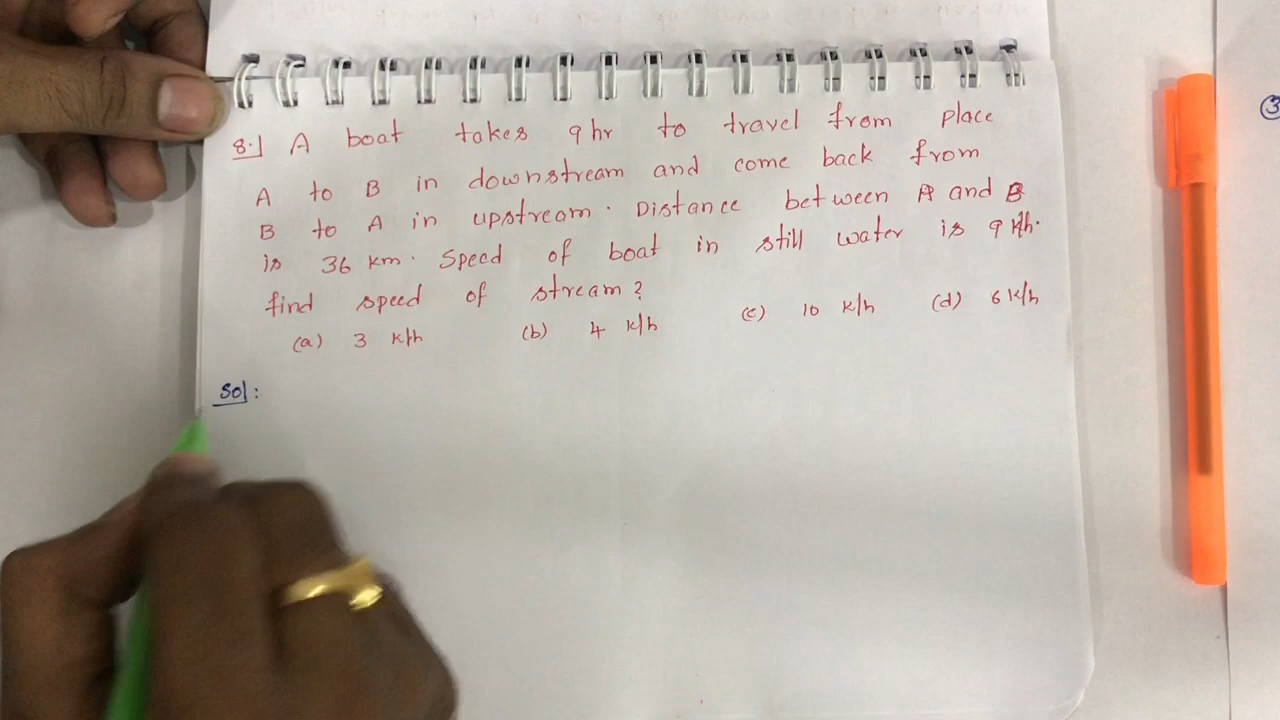 8.) A boat takes 9hr to travel from place
A to B in downstream and come back from
B to A in upstream. Distance between A and B
is 36 km. Speed of boat in still water is 9 K/h.
find speed of stream?
(a) 3 K/h (b) 4 K/h (c) 10 K/h (d) 6 K/h
Sol:
3